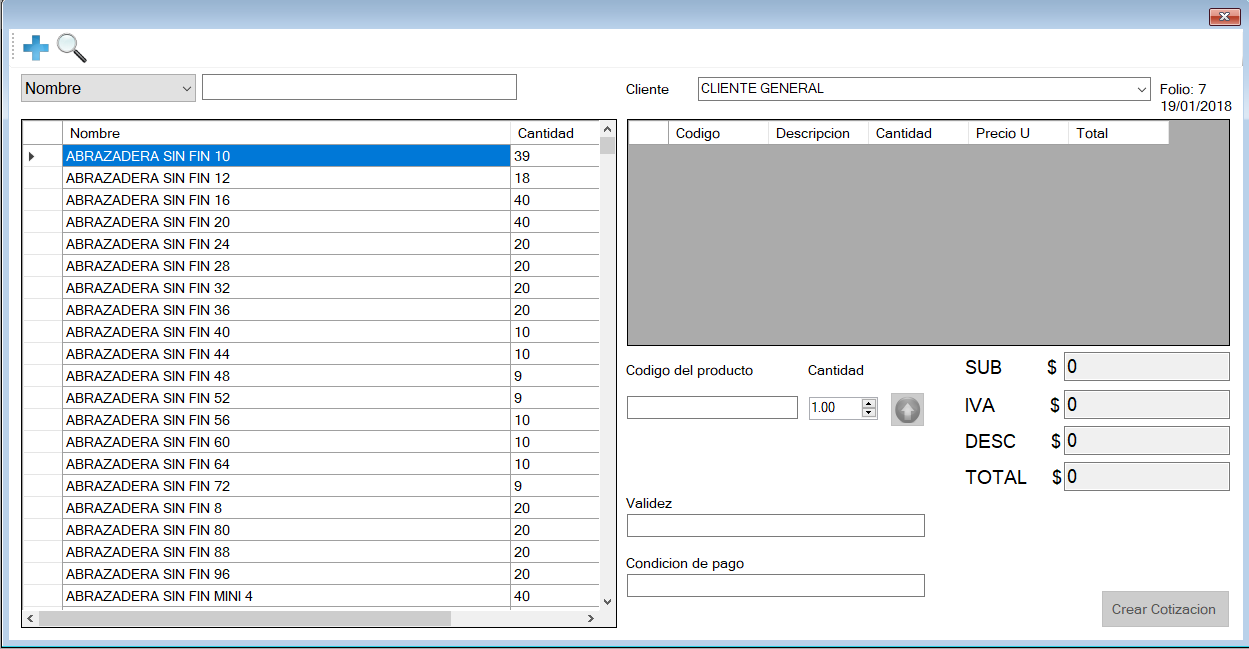 Nombre
Cliente CLIENTE GENERAL Folio: 7
19/01/2018
Nombre Cantidad
ABRAZADERA SIN FIN 10 39
ABRAZADERA SIN FIN 12 18
ABRAZADERA SIN FIN 16 40
ABRAZADERA SIN FIN 20 40
ABRAZADERA SIN FIN 24 20
ABRAZADERA SIN FIN 28 20
ABRAZADERA SIN FIN 32 20
ABRAZADERA SIN FIN 36 20
ABRAZADERA SIN FIN 40 10
ABRAZADERA SIN FIN 44 10
ABRAZADERA SIN FIN 48 9
ABRAZADERA SIN FIN 52 9
ABRAZADERA SIN FIN 56 10
ABRAZADERA SIN FIN 60 10
ABRAZADERA SIN FIN 64 10
ABRAZADERA SIN FIN 72 9
ABRAZADERA SIN FIN 8 20
ABRAZADERA SIN FIN 80 20
ABRAZADERA SIN FIN 88 20
ABRAZADERA SIN FIN 96 20
ABRAZADERA SIN FIN MINI 4 40
Codigo Descripcion Cantidad Precio U Total
Codigo del producto Cantidad
1.00
SUB $ 0
IVA $ 0
DESC $ 0
TOTAL $ 0
Validez
Condicion de pago
Crear Cotizacion